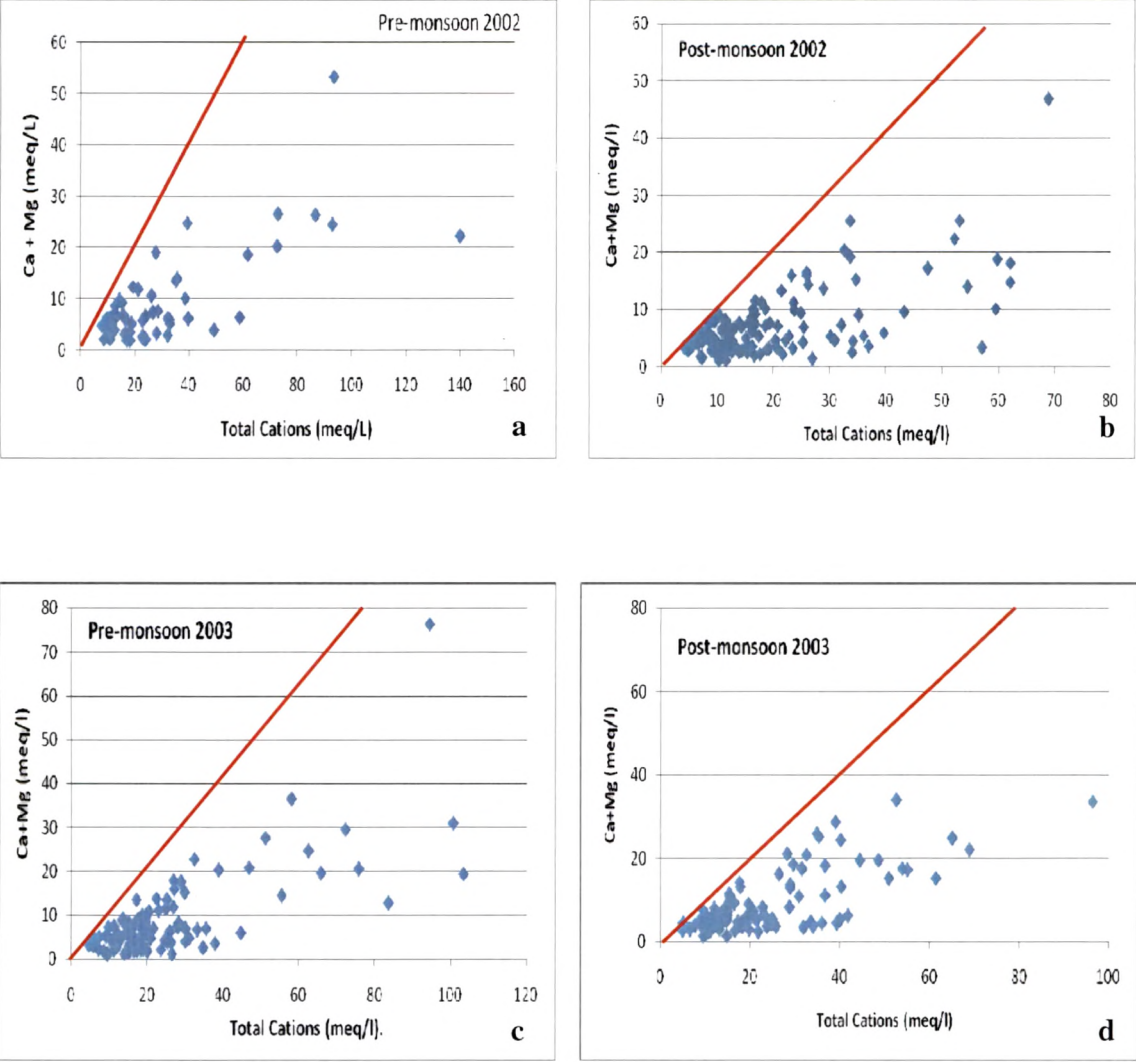 Pre-monsoon 2002
60
50
40
30
20
10
0
Ca + Mg (meq/L)
0 20 40 60 80 100 120 140 160
Total Cations (meq/L)
a
Post-monsoon 2002
60
50
40
30
20
10
0
Ca+Mg (meq/l)
0 10 20 30 40 50 60 70 80
Total Cations (meq/l)
b
Pre-monsoon 2003
80
70
60
50
40
30
20
10
0
Ca+Mg (meq/l)
0 20 40 60 80 100 120
Total Cations (meq/l).
c
Post-monsoon 2003
80
60
40
20
0
Ca+Mg (meq/l)
0 20 40 60 80 100
Total Cations (meq/l)
d